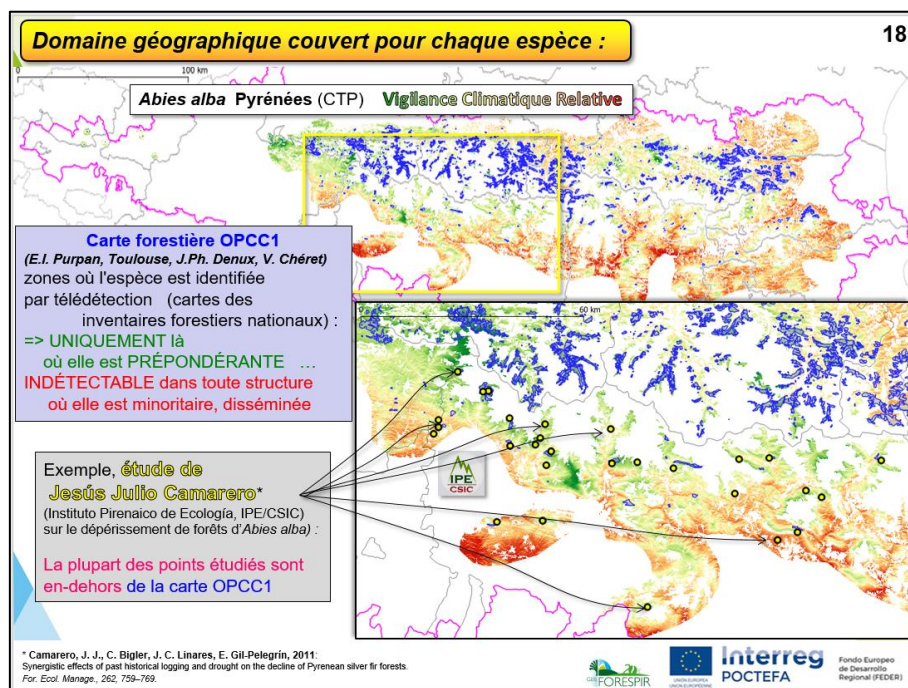 Domaine géographique couvert pour chaque espèce :
18
0 100 km
Abies alba Pyrénées (CTP) Vigilance Climatique Relative
Carte forestière OPCC1
(E.I. Purpan, Toulouse, J.Ph. Denux, V. Chéret)
zones où l'espèce est identifiée
par télédétection (cartes des
inventaires forestiers nationaux) :
=> UNIQUEMENT là
où elle est PRÉPONDÉRANTE ...
INDÉTECTABLE dans toute structure
où elle est minoritaire, disséminée
0 60 km
Exemple, étude de
Jesús Julio Camarero*
(Instituto Pirenaico de Ecología, IPE/CSIC)
sur le dépérissement de forêts d'Abies alba) :
La plupart des points étudiés sont
en-dehors de la carte OPCC1
IPE
CSIC
* Camarero, J. J., C. Bigler, J. C. Linares, E. Gil-Pelegrín, 2011:
Synergistic effects of past historical logging and drought on the decline of Pyrenean silver fir forests.
For. Ecol. Manage., 262, 759–769.
FORESPIR
UNIÓN EUROPEA
UNION EUROPÉENNE
Interreg
POCTEFA
Fondo Europeo
de Desarrollo
Regional (FEDER)